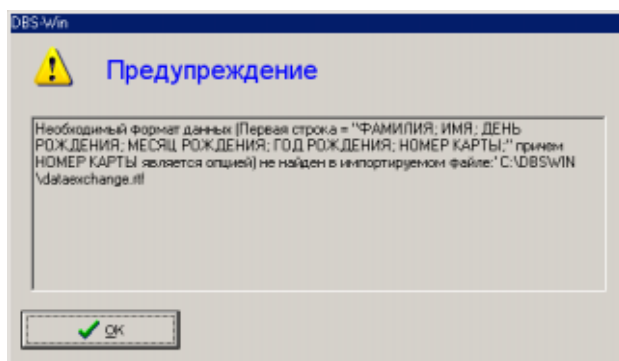 DBS-Win
Предупреждение
Необходимый формат данных (Первая строка = "ФАМИЛИЯ; ИМЯ; ДЕНЬ
РОЖДЕНИЯ; МЕСЯЦ РОЖДЕНИЯ; ГОД РОЖДЕНИЯ; НОМЕР КАРТЫ;" причем
НОМЕР КАРТЫ является опцией) не найден в импортируемом файле:' C:\DBSWIN
\dataexchange.rtf
OK